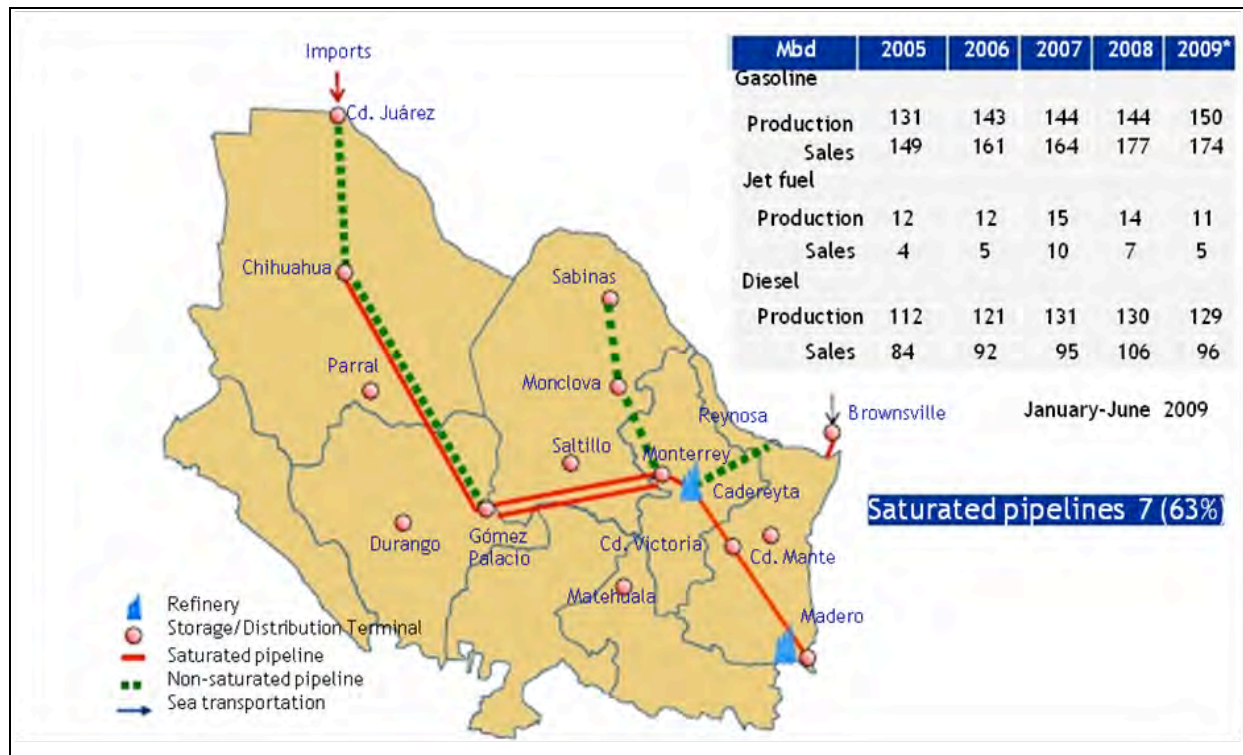 Imports
Cd. Juárez
Chihuahua
Sabinas
Parral
Monclova
Reynosa
Brownsville
Saltillo
Monterrey
Cadereyta
Durango
Gómez
Palacio
Cd. Victoria
Cd. Mante
Matehuala
Madero
Refinery
Storage/Distribution Terminal
Saturated pipeline
Non-saturated pipeline
Sea transportation
Mbd 2005 2006 2007 2008 2009*
Gasoline
Production 131 143 144 144 150
Sales 149 161 164 177 174
Jet fuel
Production 12 12 15 14 11
Sales 4 5 10 7 5
Diesel
Production 112 121 131 130 129
Sales 84 92 95 106 96
January-June 2009
Saturated pipelines 7 (63%)